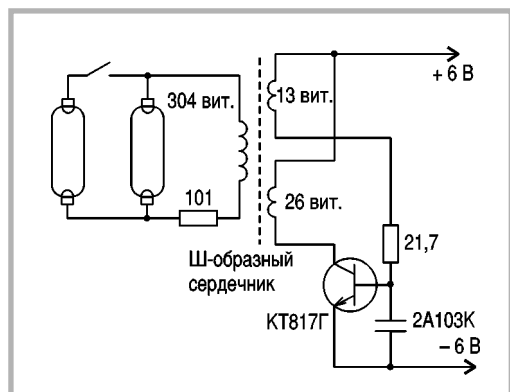 + 6 В
304 вит.
13 вит.
101
26 вит.
21,7
Ш-образный
сердечник
КТ817Г
2А103К
– 6 В